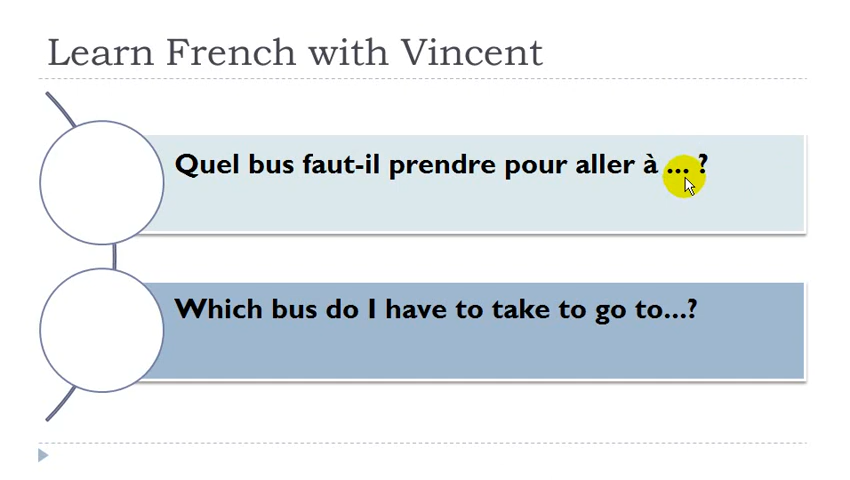 Learn French with Vincent
Quel bus faut-il prendre pour aller à ... ?
Which bus do I have to take to go to...?